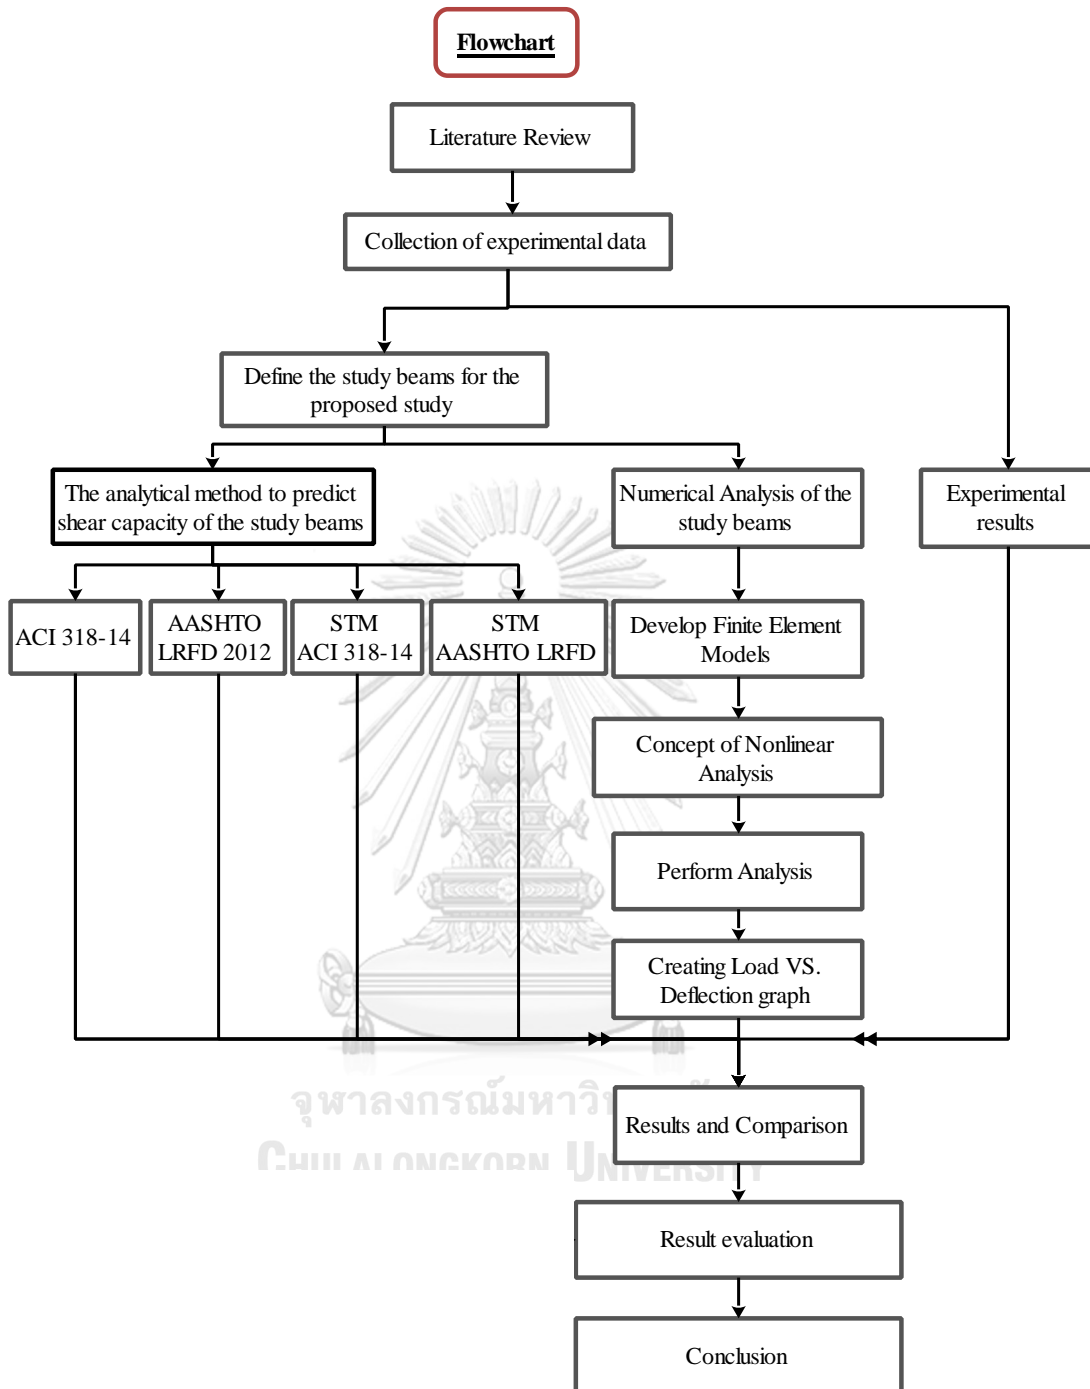 Flowchart
Literature Review
Collection of experimental data
Define the study beams for the
proposed study
The analytical method to predict
shear capacity of the study beams
Numerical Analysis of the
study beams
Experimental
results
ACI 318-14
AASHTO
LRFD 2012
STM
ACI 318-14
STM
AASHTO LRFD
Develop Finite Element
Models
Concept of Nonlinear
Analysis
Perform Analysis
Creating Load VS.
Deflection graph
Results and Comparison
Result evaluation
Conclusion
CHULALONGKORN UNIVERSITY